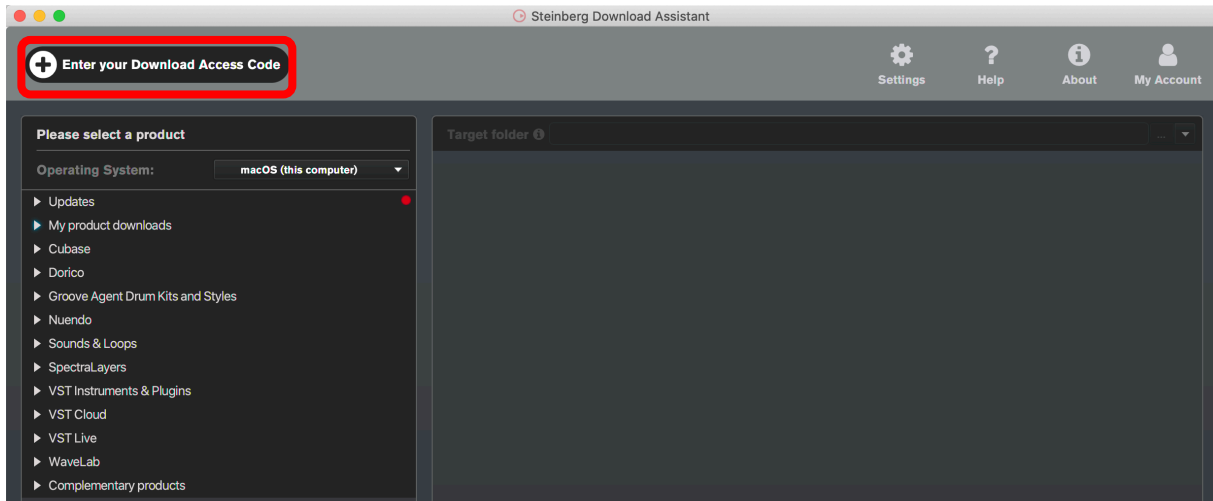 Steinberg Download Assistant
Enter your Download Access Code
Settings
Help
About
My Account
Please select a product
Operating System:
macOS (this computer)
Updates
My product downloads
Cubase
Dorico
Groove Agent Drum Kits and Styles
Nuendo
Sounds & Loops
SpectraLayers
VST Instruments & Plugins
VST Cloud
VST Live
WaveLab
Complementary products
Target folder
...